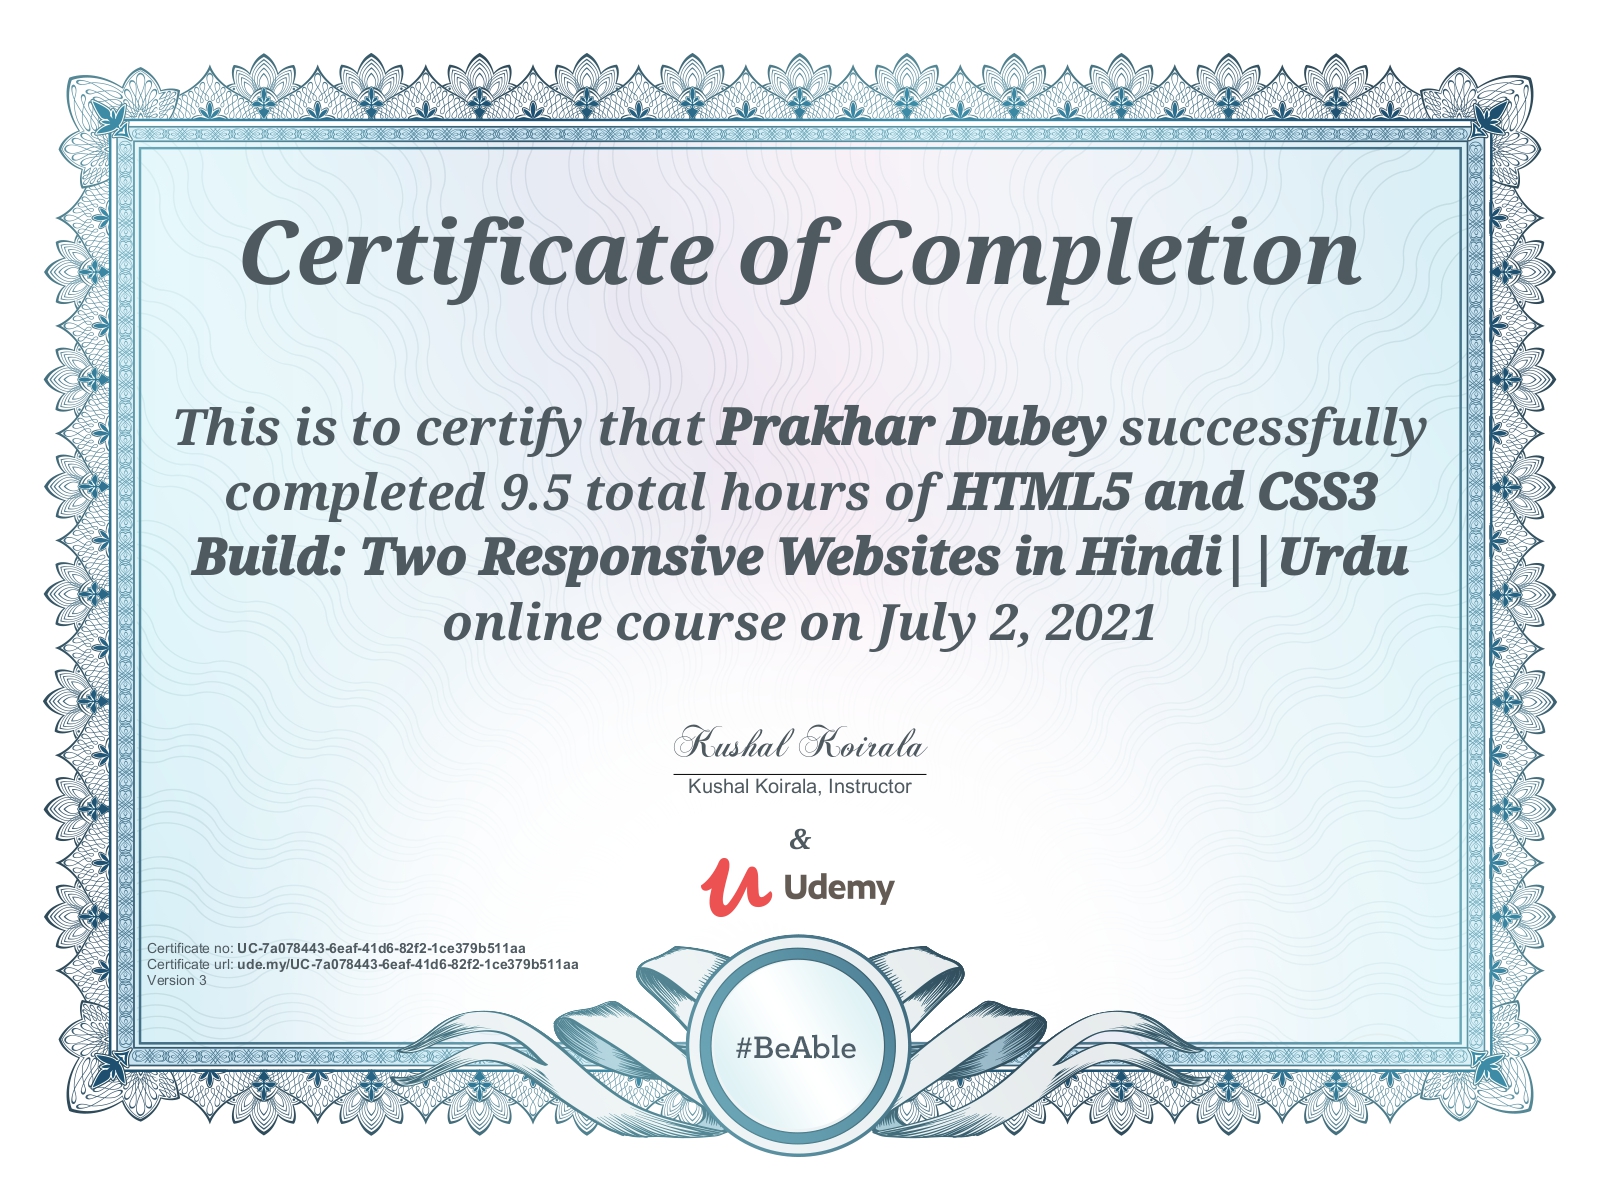 Certificate of Completion
This is to certify that Prakhar Dubey successfully
completed 9.5 total hours of HTML5 and CSS3
Build: Two Responsive Websites in Hindi||Urdu
online course on July 2, 2021
Kushal Koirala
Kushal Koirala, Instructor
&
Udemy
Certificate no: UC-7a078443-6eaf-41d6-82f2-1ce379b511aa
Certificate url: ude.my/UC-7a078443-6eaf-41d6-82f2-1ce379b511aa
Version 3
#BeAble